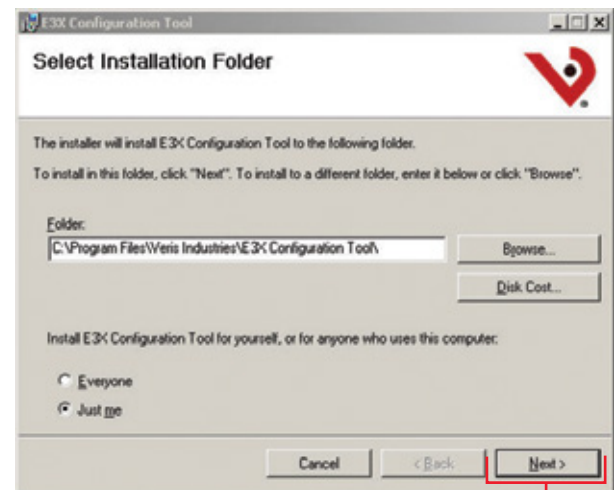 E3X Configuration Tool
Select Installation Folder
The installer will install E3X Configuration Tool to the following folder.
To install in this folder, click "Next". To install to a different folder, enter it below or click "Browse".
Folder:
C:\Program Files\Veris Industries\E3X Configuration Tool\
Browse...
Disk Cost...
Install E3X Configuration Tool for yourself, or for anyone who uses this computer:
Everyone
Just me
Cancel
< Back
Next >